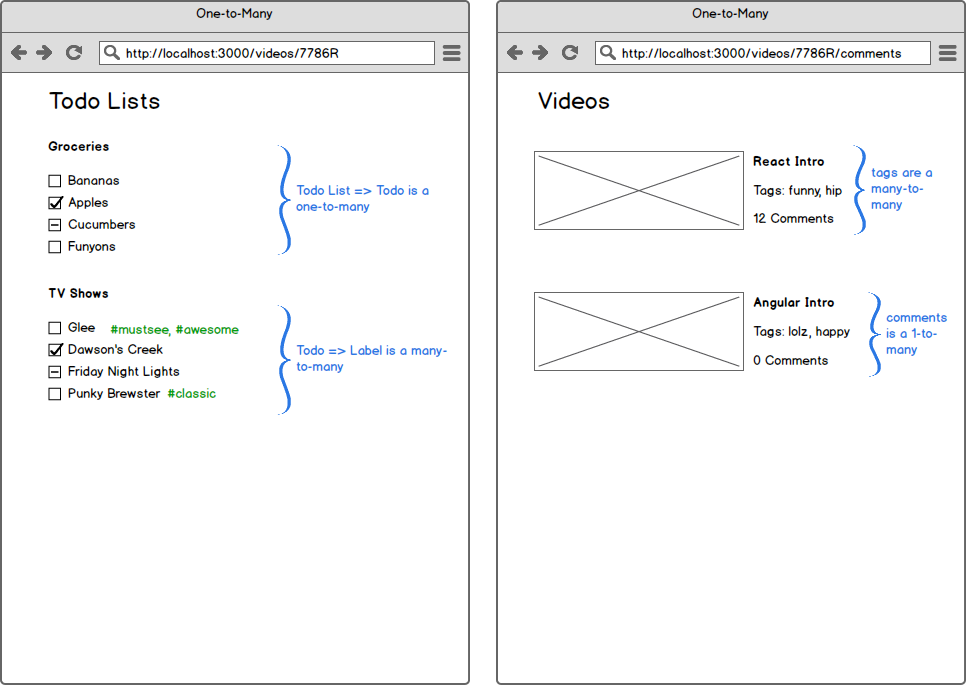 One-to-Many
http://localhost:3000/videos/7786R
Todo Lists
Groceries
Bananas
Apples
Cucumbers
Funyons
Todo List => Todo is a
one-to-many
TV Shows
Glee #mustsee, #awesome
Dawson's Creek
Friday Night Lights
Punky Brewster #classic
Todo => Label is a many-
to-many
One-to-Many
http://localhost:3000/videos/7786R/comments
Videos
React Intro
Tags: funny, hip
12 Comments
tags are a
many-to-
many
Angular Intro
Tags: lolz, happy
0 Comments
comments
is a 1-to-
many